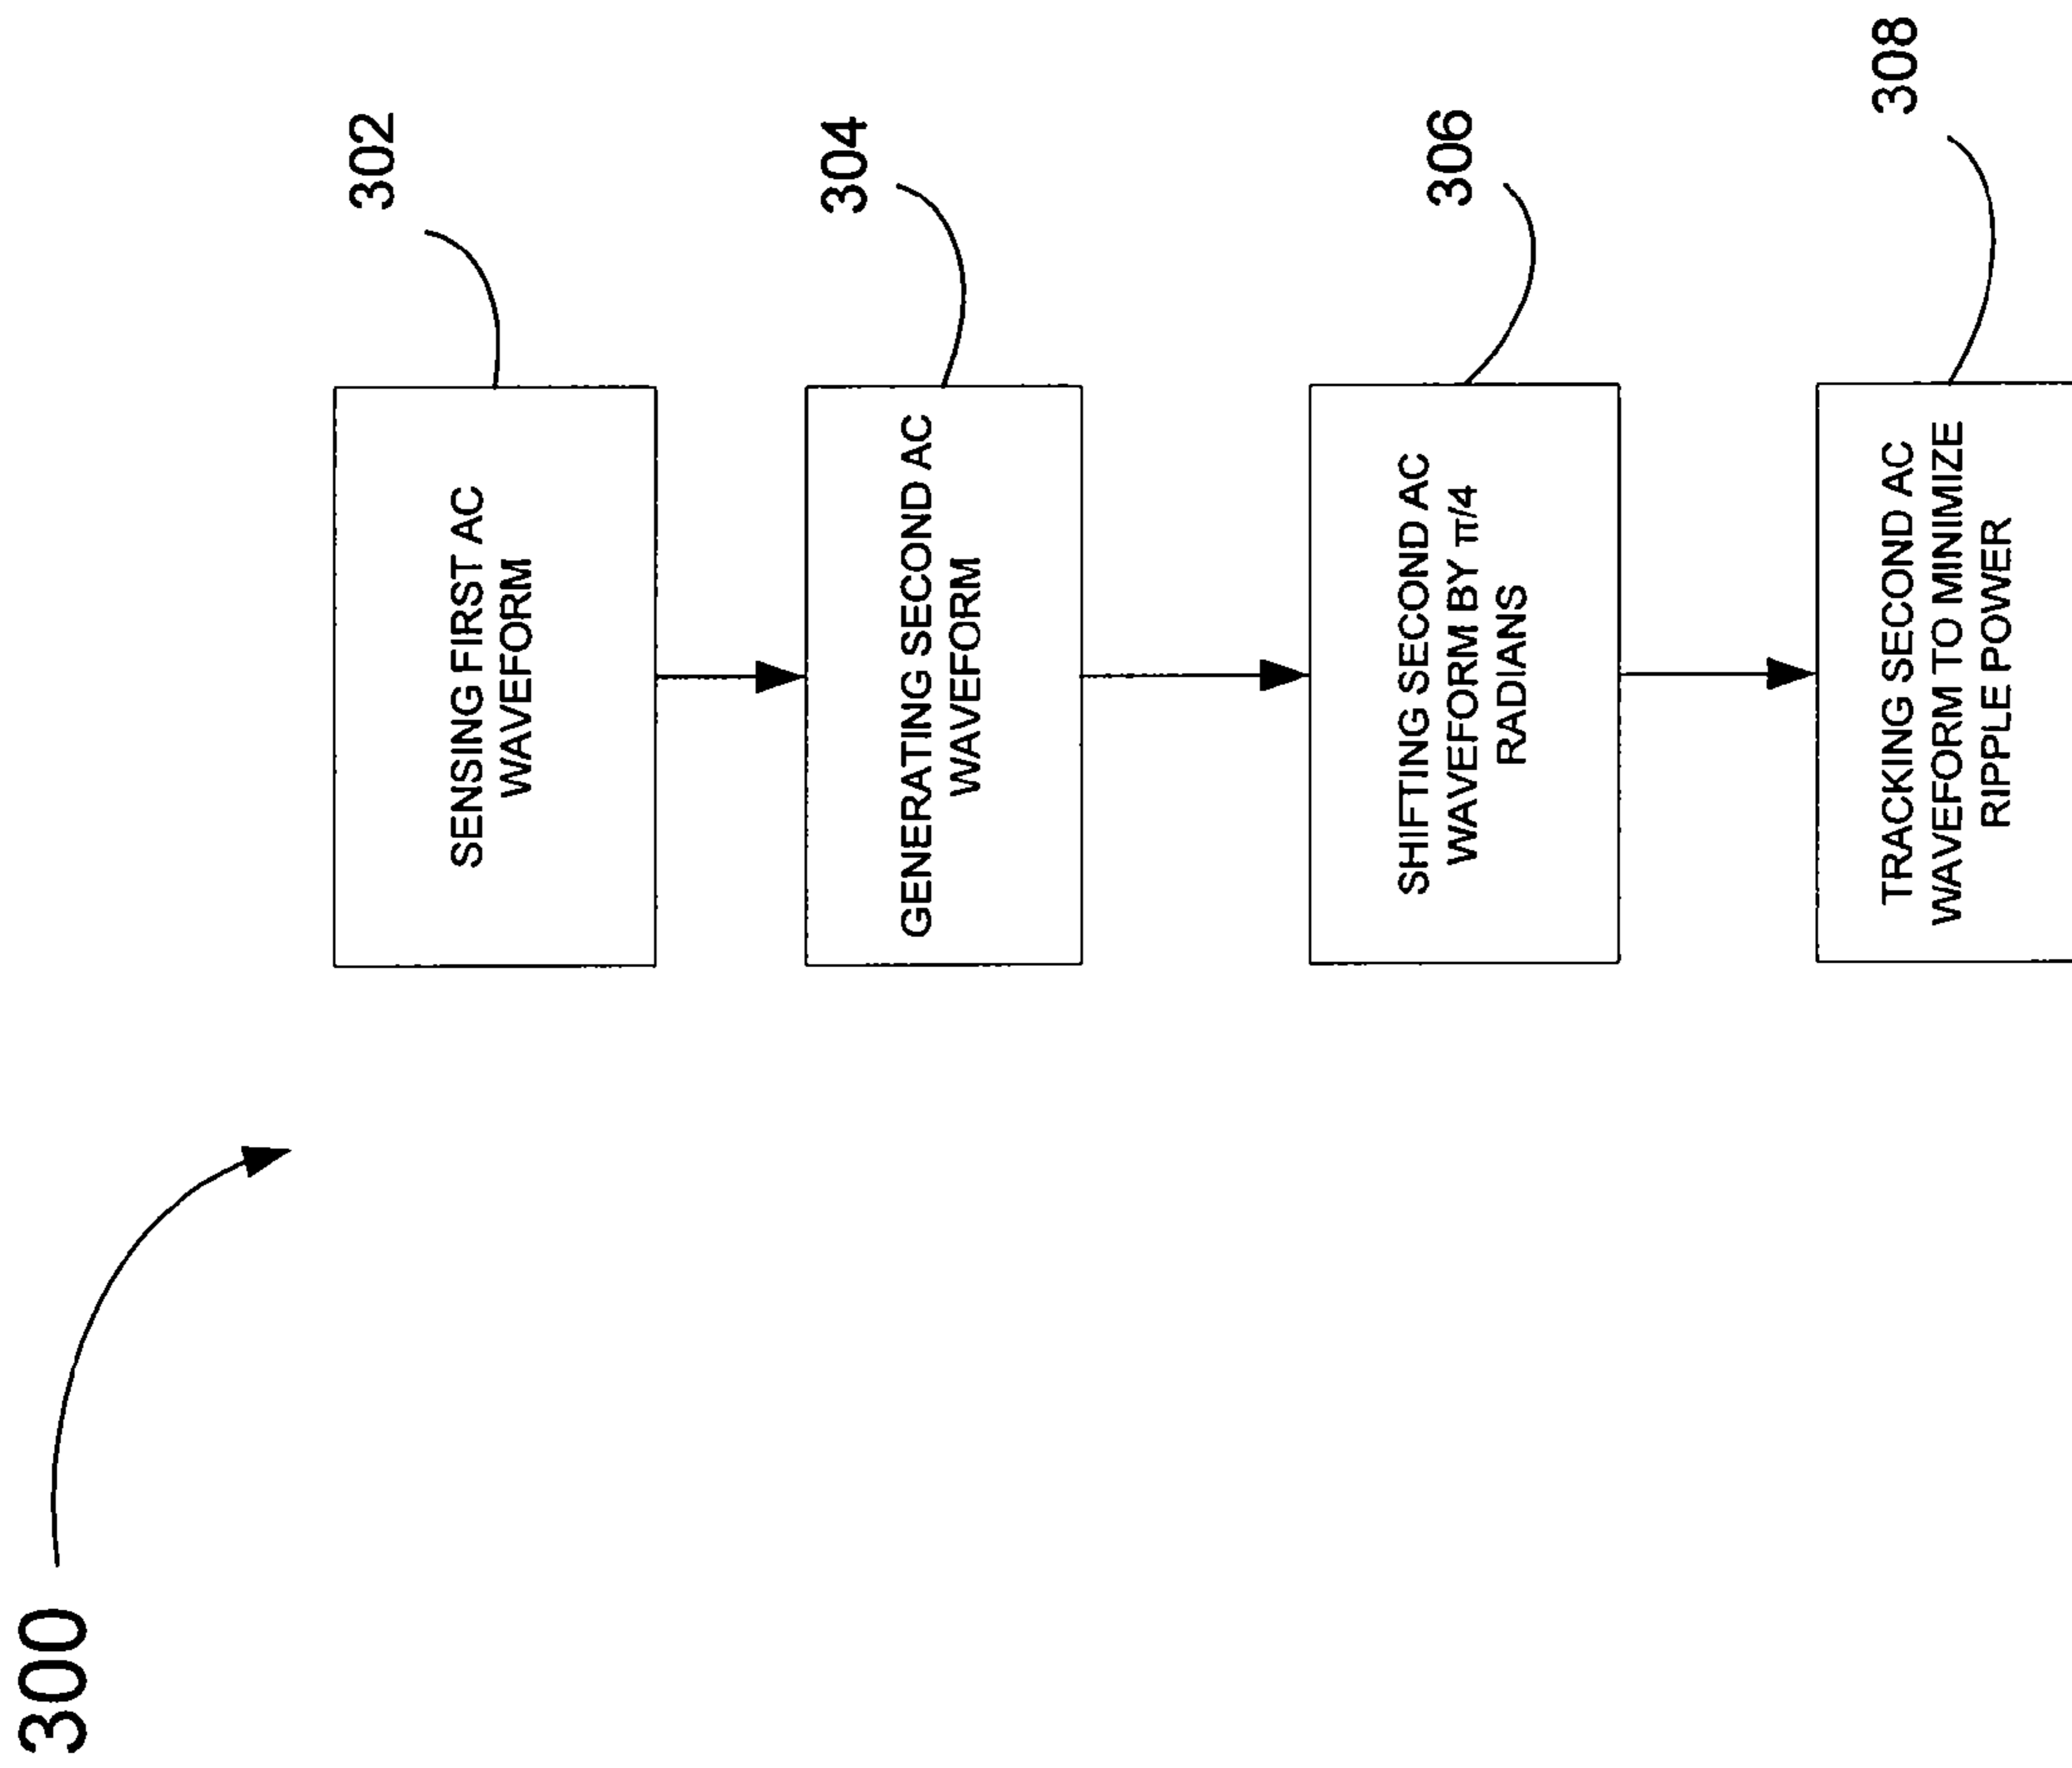 300
302
SENSING FIRST AC
WAVEFORM
304
GENERATING SECOND AC
WAVEFORM
306
SHIFTING SECOND AC
WAVEFORM BY π/4
RADIANS
308
TRACKING SECOND AC
WAVEFORM TO MINIMIZE
RIPPLE POWER